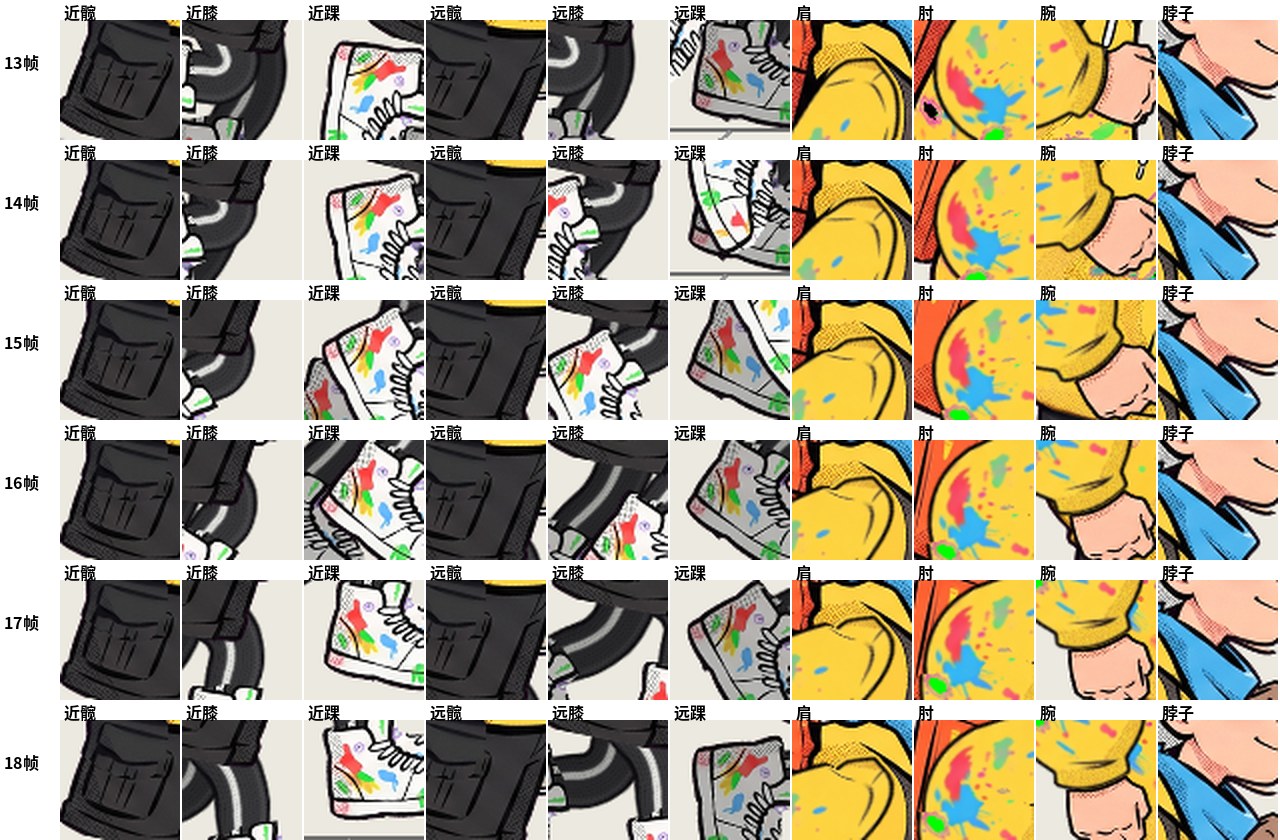 近髋 近膝 近踝 远髋 远膝 远踝 肩 肘 腕 脖子
13帧
近髋 近膝 近踝 远髋 远膝 远踝 肩 肘 腕 脖子
14帧
近髋 近膝 近踝 远髋 远膝 远踝 肩 肘 腕 脖子
15帧
近髋 近膝 近踝 远髋 远膝 远踝 肩 肘 腕 脖子
16帧
近髋 近膝 近踝 远髋 远膝 远踝 肩 肘 腕 脖子
17帧
近髋 近膝 近踝 远髋 远膝 远踝 肩 肘 腕 脖子
18帧